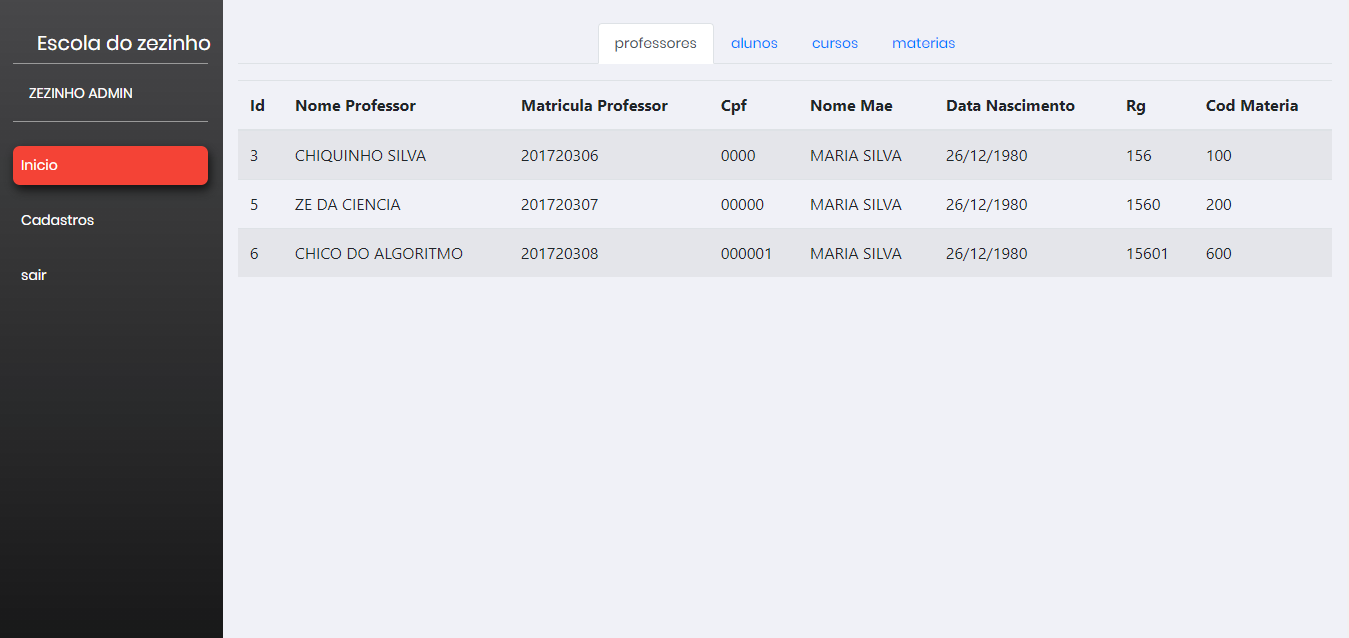 Escola do zezinho
ZEZINHO ADMIN
Inicio
Cadastros
sair
professores alunos cursos materias
Id Nome Professor Matricula Professor Cpf Nome Mae Data Nascimento Rg Cod Materia
3 CHIQUINHO SILVA 201720306 0000 MARIA SILVA 26/12/1980 156 100
5 ZE DA CIENCIA 201720307 00000 MARIA SILVA 26/12/1980 1560 200
6 CHICO DO ALGORITMO 201720308 000001 MARIA SILVA 26/12/1980 15601 600